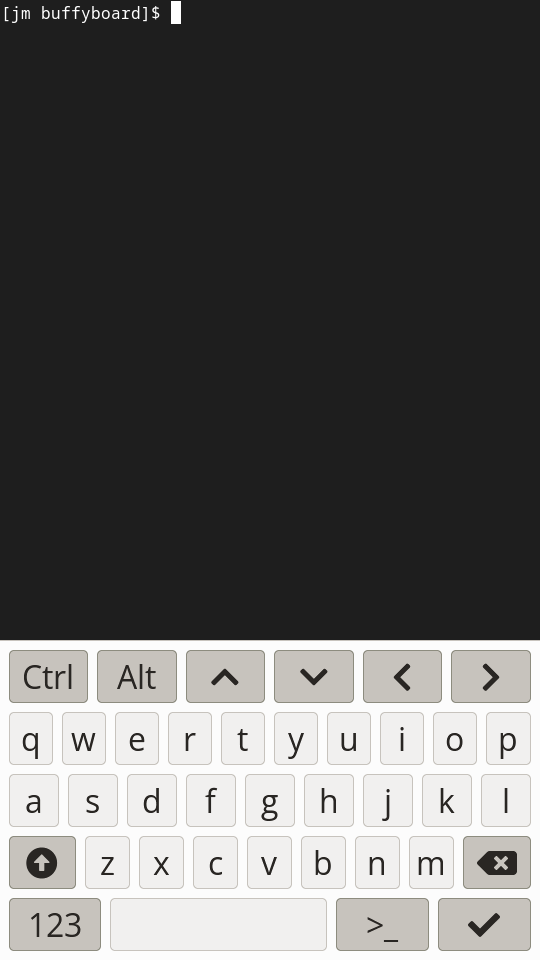 [jm buffyboard]$
Ctrl Alt
q w e r t y u i o p
a s d f g h j k l
z x c v b n m
123 >_